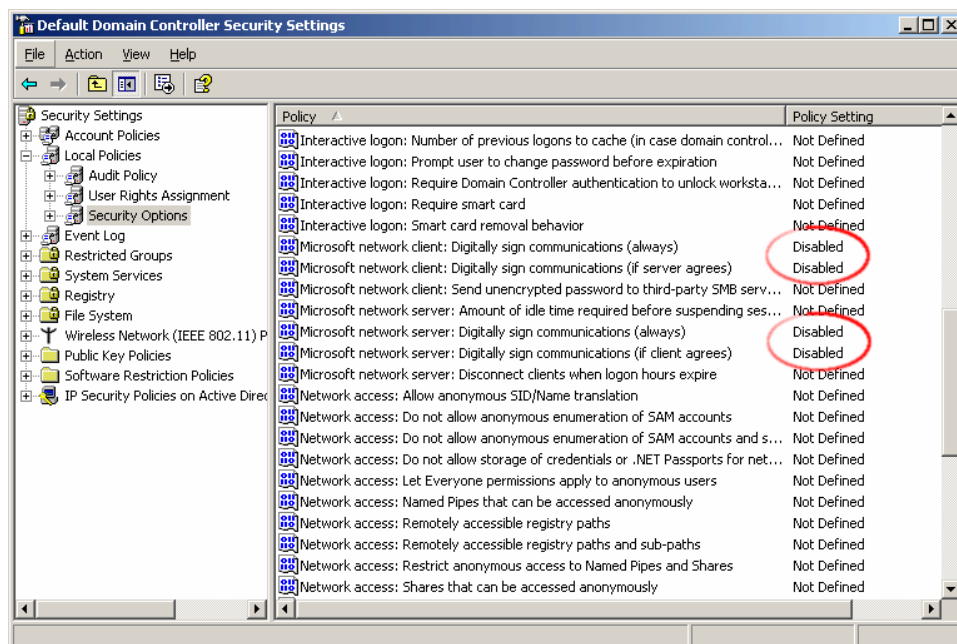 Default Domain Controller Security Settings
File Action View Help
Security Settings
Account Policies
Local Policies
Audit Policy
User Rights Assignment
Security Options
Event Log
Restricted Groups
System Services
Registry
File System
Wireless Network (IEEE 802.11) P
Public Key Policies
Software Restriction Policies
IP Security Policies on Active Direc
Policy Policy Setting
Interactive logon: Number of previous logons to cache (in case domain control... Not Defined
Interactive logon: Prompt user to change password before expiration Not Defined
Interactive logon: Require Domain Controller authentication to unlock worksta... Not Defined
Interactive logon: Require smart card Not Defined
Interactive logon: Smart card removal behavior Not Defined
Microsoft network client: Digitally sign communications (always) Disabled
Microsoft network client: Digitally sign communications (if server agrees) Disabled
Microsoft network client: Send unencrypted password to third-party SMB serv... Not Defined
Microsoft network server: Amount of idle time required before suspending ses... Not Defined
Microsoft network server: Digitally sign communications (always) Disabled
Microsoft network server: Digitally sign communications (if client agrees) Disabled
Microsoft network server: Disconnect clients when logon hours expire Not Defined
Network access: Allow anonymous SID/Name translation Not Defined
Network access: Do not allow anonymous enumeration of SAM accounts Not Defined
Network access: Do not allow anonymous enumeration of SAM accounts and s... Not Defined
Network access: Do not allow storage of credentials or .NET Passports for net... Not Defined
Network access: Let Everyone permissions apply to anonymous users Not Defined
Network access: Named Pipes that can be accessed anonymously Not Defined
Network access: Remotely accessible registry paths Not Defined
Network access: Remotely accessible registry paths and sub-paths Not Defined
Network access: Restrict anonymous access to Named Pipes and Shares Not Defined
Network access: Shares that can be accessed anonymously Not Defined